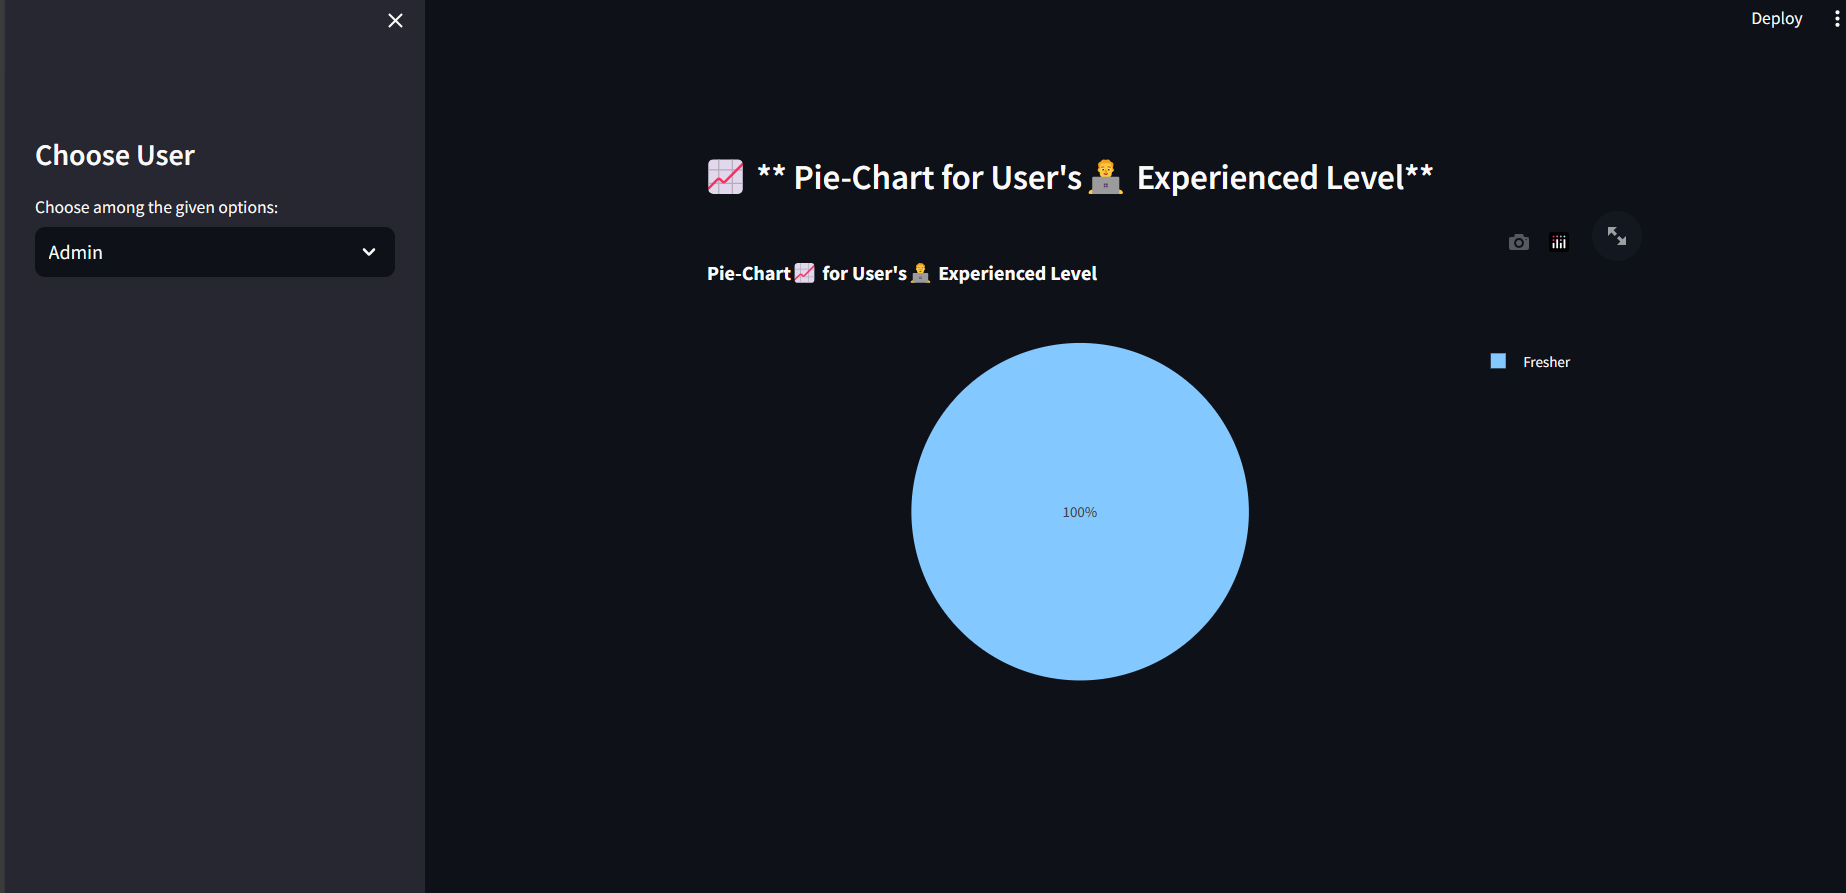 Deploy
Choose User
Choose among the given options:
Admin
📈 ** Pie-Chart for User's👨‍💻 Experienced Level**
Pie-Chart📈 for User's👨‍💻 Experienced Level
Fresher
100%